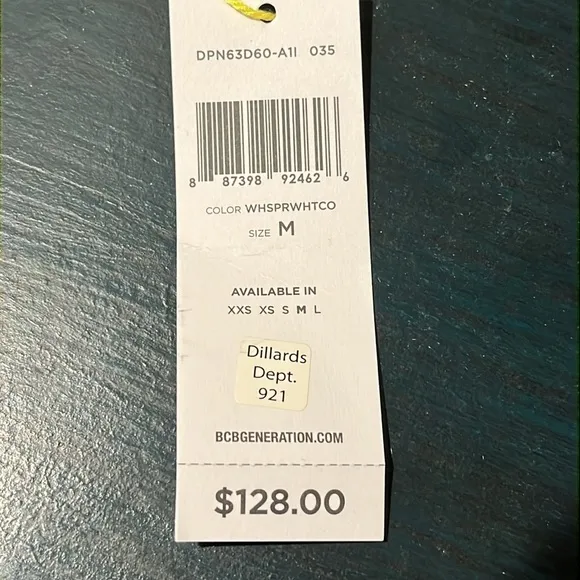 DPN63D60-A1I 035
8 87398 92462 6
COLOR WHSPRWHTCO
SIZE M
AVAILABLE IN
XXS XS S M L
Dillards
Dept.
921
BCBGENERATION.COM
$128.00